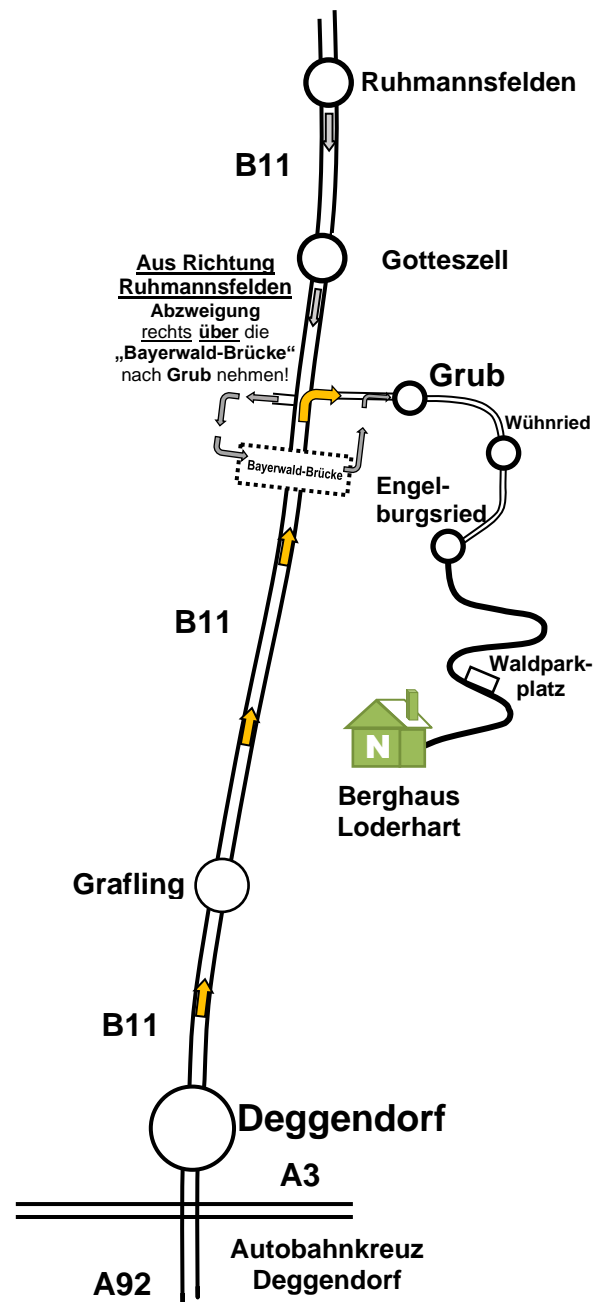 Ruhmannsfelden
B11
Gotteszell
Aus Richtung
Ruhmannsfelden
Abzweigung
rechts über die
„Bayerwald-Brücke“
nach Grub nehmen!
Grub
Wühnried
Bayerwald-Brücke
Engel-
burgsried
B11
Waldpark-
platz
N
Berghaus
Loderhart
Grafling
B11
Deggendorf
A3
Autobahnkreuz
Deggendorf
A92